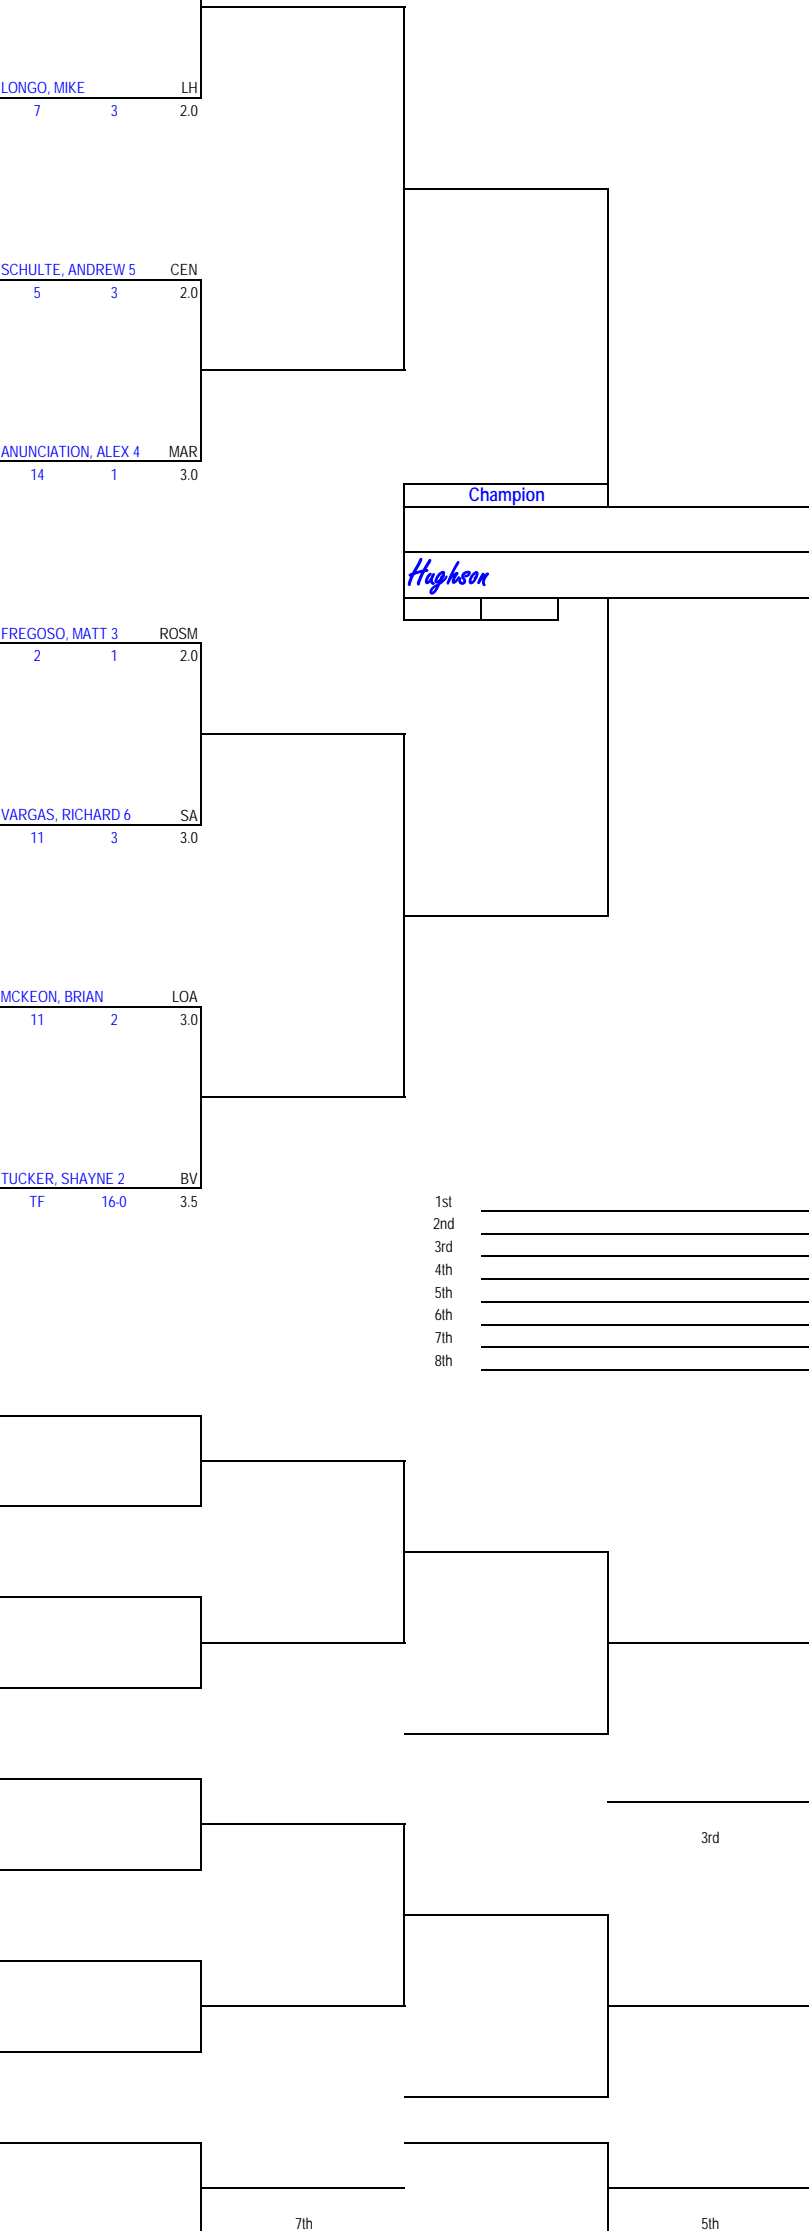 LONGO, MIKE LH
7 3 2.0
SCHULTE, ANDREW 5 CEN
5 3 2.0
ANUNCIATION, ALEX 4 MAR
14 1 3.0
Champion
Hughson
FREGOSO, MATT 3 ROSM
2 1 2.0
VARGAS, RICHARD 6 SA
11 3 3.0
MCKEON, BRIAN LOA
11 2 3.0
TUCKER, SHAYNE 2 BV
TF 16-0 3.5
1st
2nd
3rd
4th
5th
6th
7th
8th
3rd
7th 5th